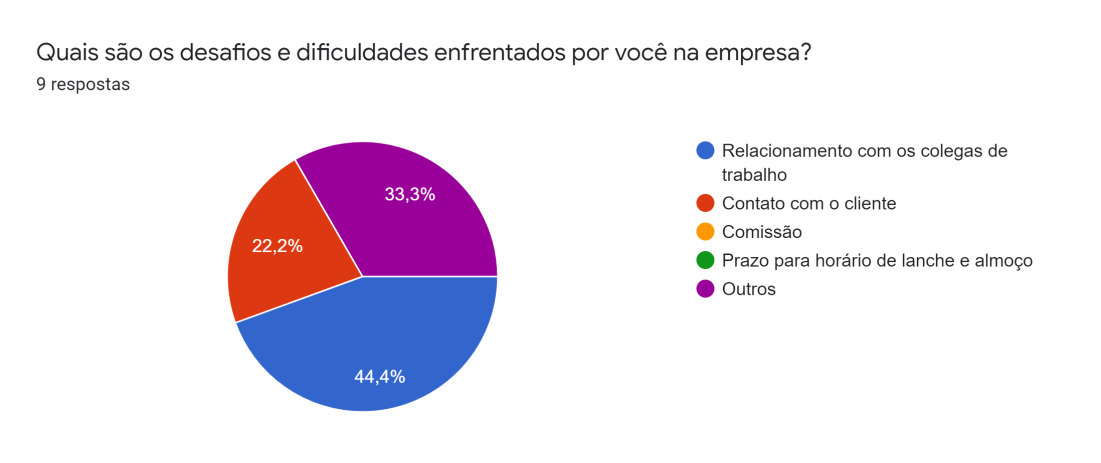 Quais são os desafios e dificuldades enfrentados por você na empresa?
9 respostas
33,3%
22,2%
44,4%
Relacionamento com os colegas de
trabalho
Contato com o cliente
Comissão
Prazo para horário de lanche e almoço
Outros